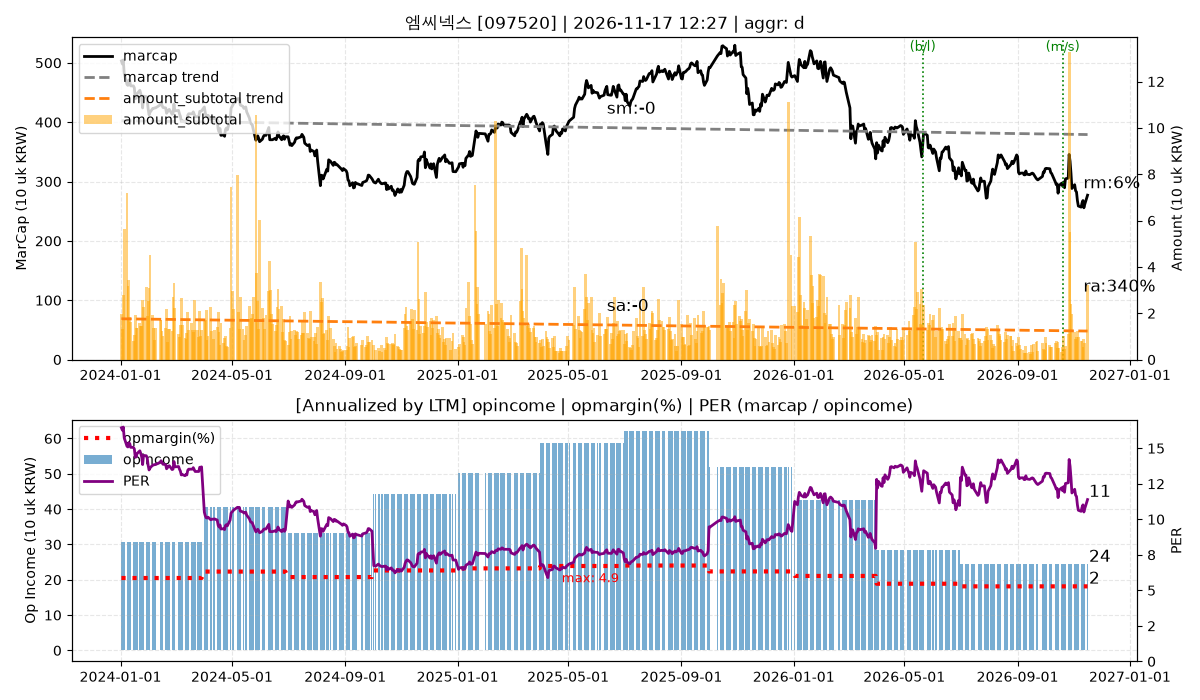 엠씨넥스 [097520] | 2026-11-17 12:27 | aggr: d
marcap
marcap trend
amount_subtotal trend
amount_subtotal
(b/l)
(m/s)
sm:-0
rm:6%
sa:-0
ra:340%
MarCap (10 uk KRW)
0
100
200
300
400
500
Amount (10 uk KRW)
0
2
4
6
8
10
12
2024-01-01 2024-05-01 2024-09-01 2025-01-01 2025-05-01 2025-09-01 2026-01-01 2026-05-01 2026-09-01 2027-01-01
[Annualized by LTM] opincome | opmargin(%) | PER (marcap / opincome)
opmargin(%)
opincome
PER
max: 4.9
11
24
2
Op Income (10 uk KRW)
0
10
20
30
40
50
60
PER
0
2
5
8
10
12
15
2024-01-01 2024-05-01 2024-09-01 2025-01-01 2025-05-01 2025-09-01 2026-01-01 2026-05-01 2026-09-01 2027-01-01